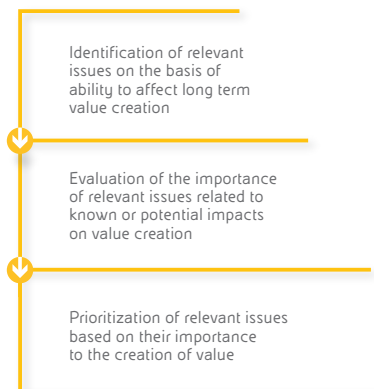 Identification of relevant
issues on the basis of
ability to affect long term
value creation
Evaluation of the importance
of relevant issues related to
known or potential impacts
on value creation
Prioritization of relevant issues
based on their importance
to the creation of value